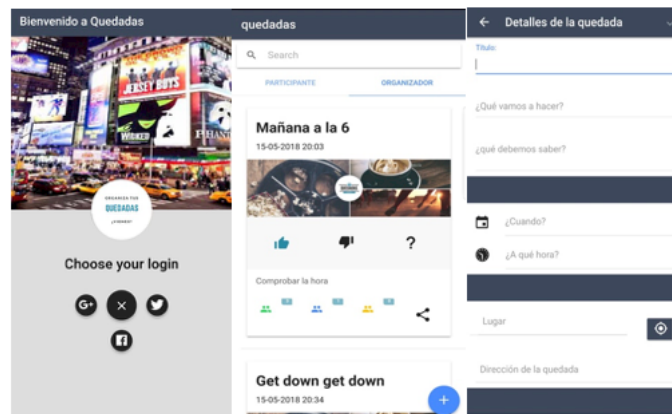 Bienvenido a Quedadas
JERSEY BOYS
WICKED
ORGANIZA TUS
QUEDADAS
Choose your login
G+
quedadas
Search
PARTICIPANTE
ORGANIZADOR
Mañana a la 6
15-05-2018 20:03
?
Comprobar la hora
Get down get down
15-05-2018 20:34
+
Detalles de la quedada
Título:
¿Qué vamos a hacer?
¿qué debemos saber?
¿Cuando?
¿A qué hora?
Lugar
Dirección de la quedada